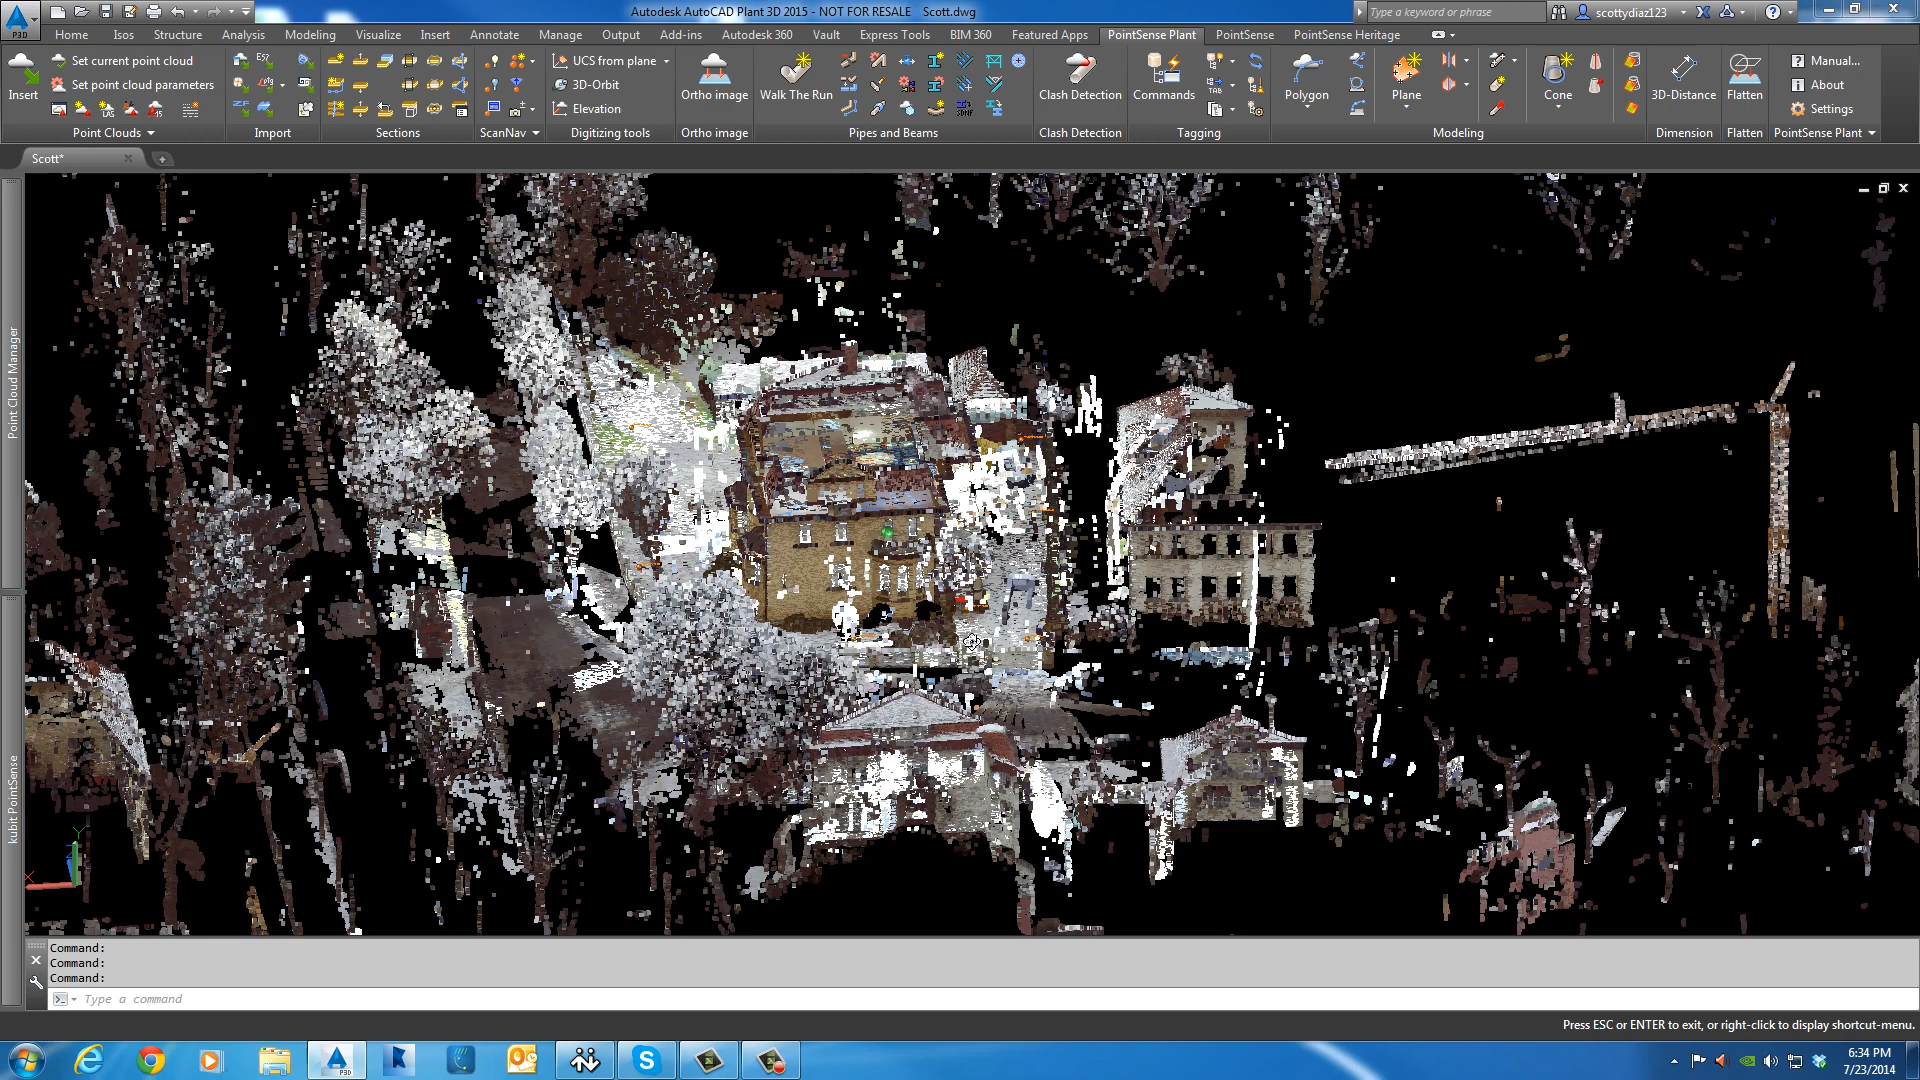 Autodesk AutoCAD Plant 3D 2015 - NOT FOR RESALE Scott.dwg
Type a keyword or phrase
scottydiaz123
P3D
Home Isos Structure Analysis Modeling Visualize Insert Annotate Manage Output Add-ins Autodesk 360 Vault Express Tools BIM 360 Featured Apps PointSense Plant PointSense PointSense Heritage
Insert
Set current point cloud
Set point cloud parameters
Point Clouds
Import
Sections
ScanNav
UCS from plane
3D-Orbit
Elevation
Digitizing tools
Ortho image
Ortho image
Walk The Run
Pipes and Beams
Clash Detection
Clash Detection
Commands
TAB
Tagging
Polygon
Plane
Cone
Modeling
3D-Distance
Dimension
Flatten
Flatten
Manual...
About
Settings
PointSense Plant
Scott*
Point Cloud Manager
kubit PointSense
Y
X
Command:
Command:
Command:
Type a command
Press ESC or ENTER to exit, or right-click to display shortcut-menu.
P3D
6:34 PM
7/23/2014